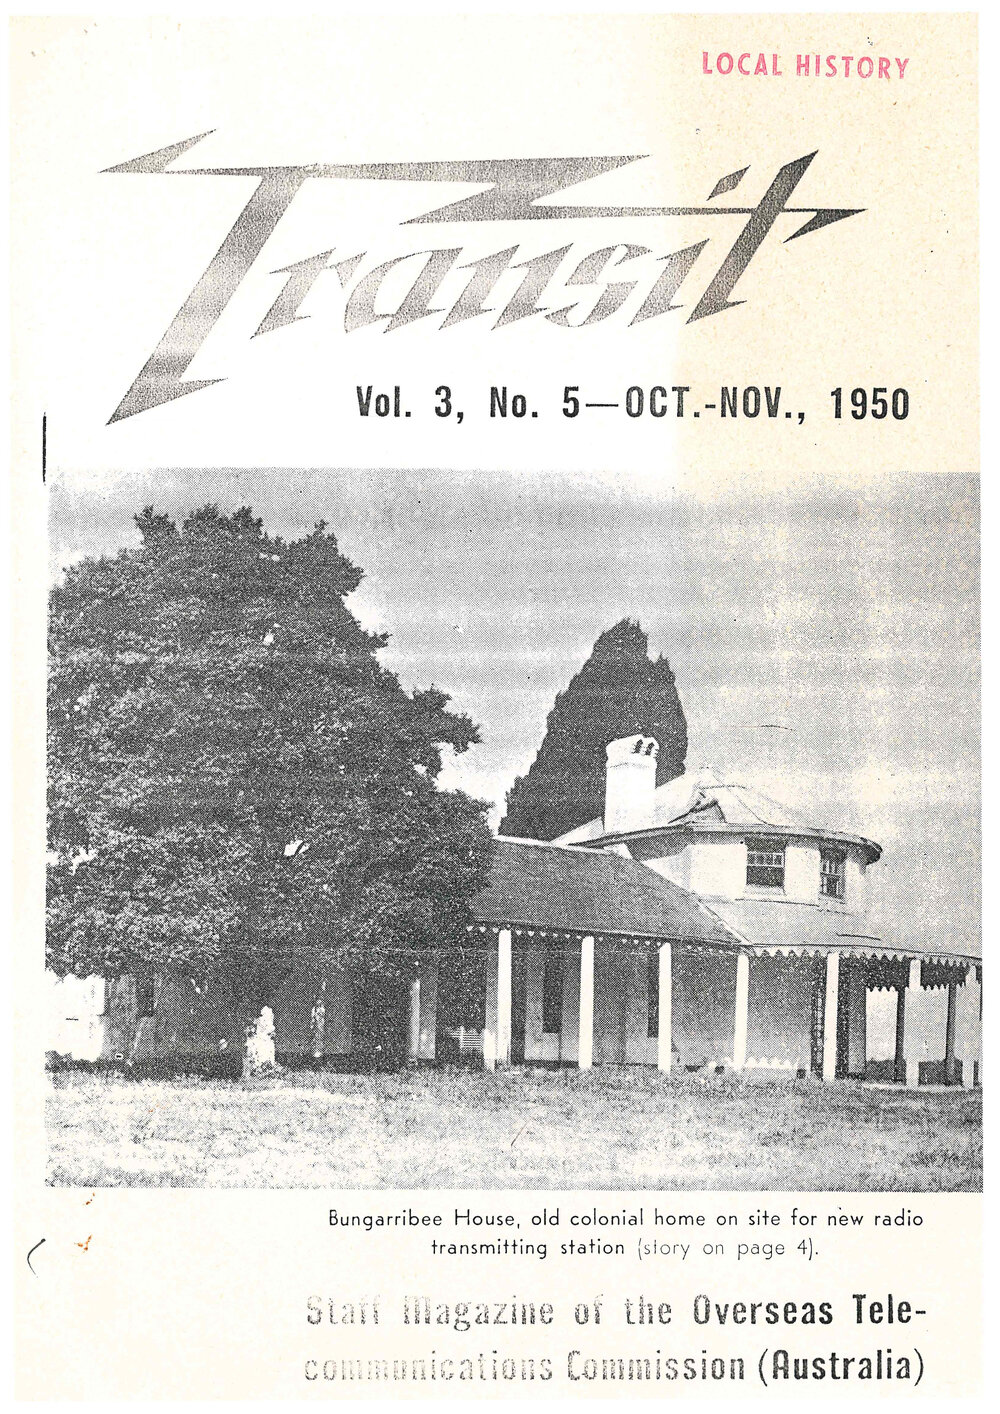 LOCAL HISTORY
Transit
Vol. 3, No. 5—OCT.-NOV., 1950
Bungarribee House, old colonial home on site for new radio
transmitting station (story on page 4).
Staff Magazine of the Overseas Tele-
communications Commission (Australia)